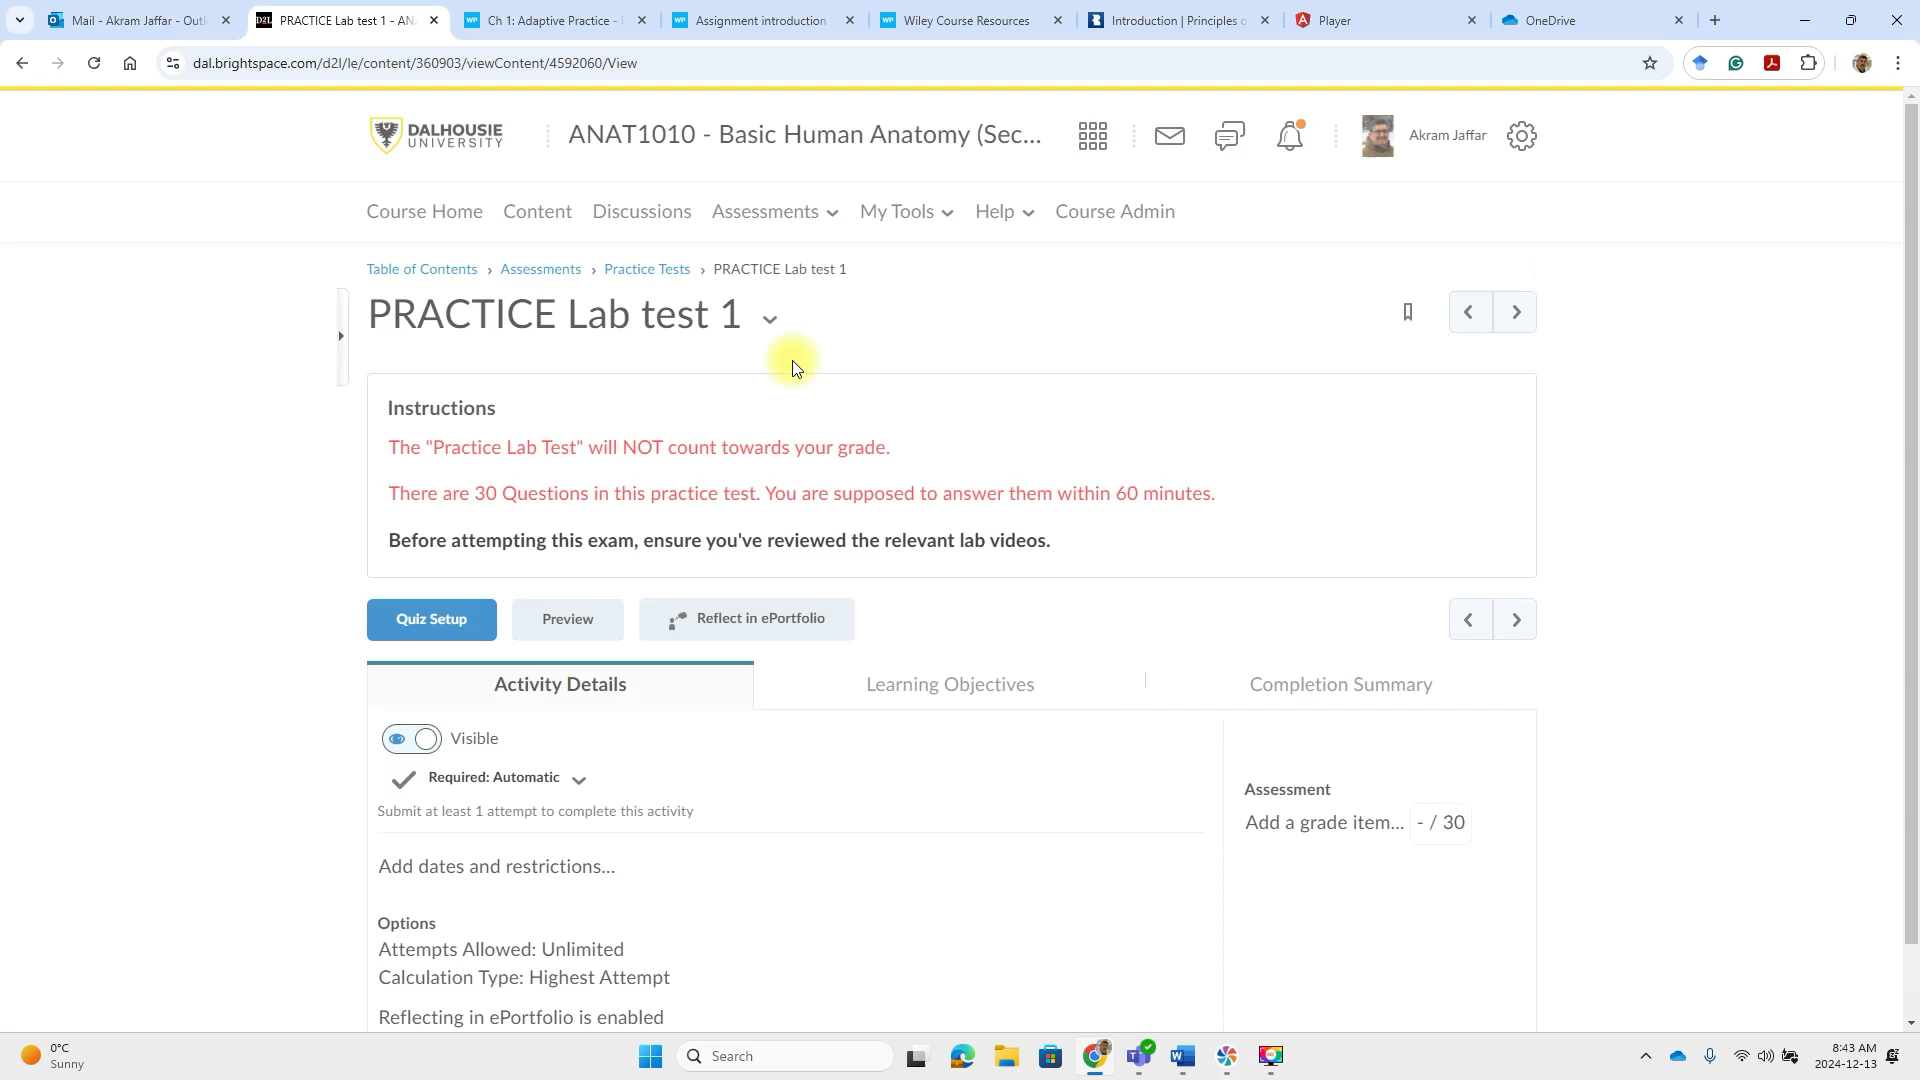 Mail - Akram Jaffar - Outl
PRACTICE Lab test 1 - AN
Ch 1: Adaptive Practice -
Assignment introduction
Wiley Course Resources
Introduction | Principles o
Player
OneDrive
dal.brightspace.com/d2l/le/content/360903/viewContent/4592060/View
DALHOUSIE
UNIVERSITY
ANAT1010 - Basic Human Anatomy (Sec...
Akram Jaffar
Course Home
Content
Discussions
Assessments
My Tools
Help
Course Admin
Table of Contents › Assessments › Practice Tests › PRACTICE Lab test 1
PRACTICE Lab test 1
Instructions
The "Practice Lab Test" will NOT count towards your grade.
There are 30 Questions in this practice test. You are supposed to answer them within 60 minutes.
Before attempting this exam, ensure you've reviewed the relevant lab videos.
Quiz Setup
Preview
Reflect in ePortfolio
Activity Details
Learning Objectives
Completion Summary
Visible
Required: Automatic
Submit at least 1 attempt to complete this activity
Assessment
Add a grade item... - / 30
Add dates and restrictions...
Options
Attempts Allowed: Unlimited
Calculation Type: Highest Attempt
Reflecting in ePortfolio is enabled
0°C
Sunny
Search
8:43 AM
2024-12-13